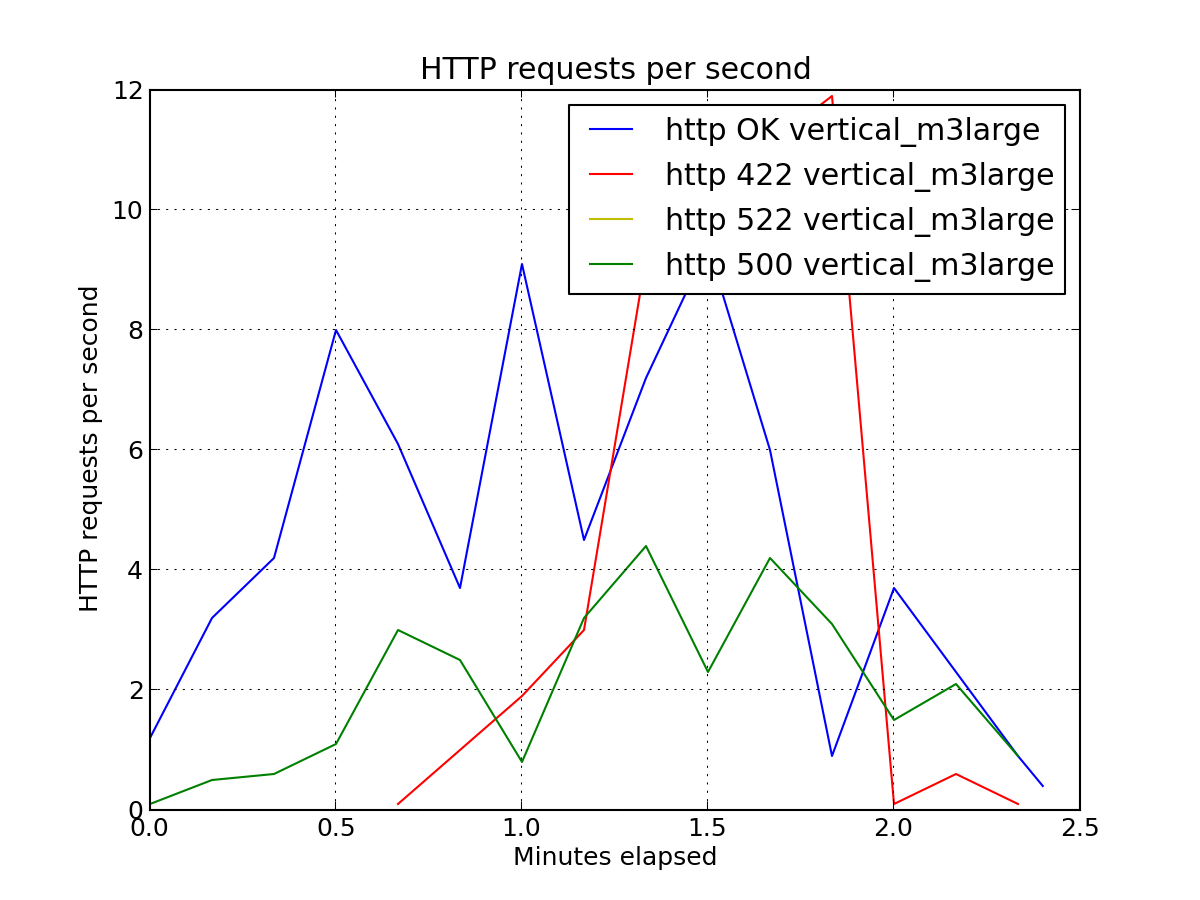 HTTP requests per second
12
10
8
6
4
2
0
HTTP requests per second
http OK vertical_m3large
http 422 vertical_m3large
http 522 vertical_m3large
http 500 vertical_m3large
0.0 0.5 1.0 1.5 2.0 2.5
Minutes elapsed